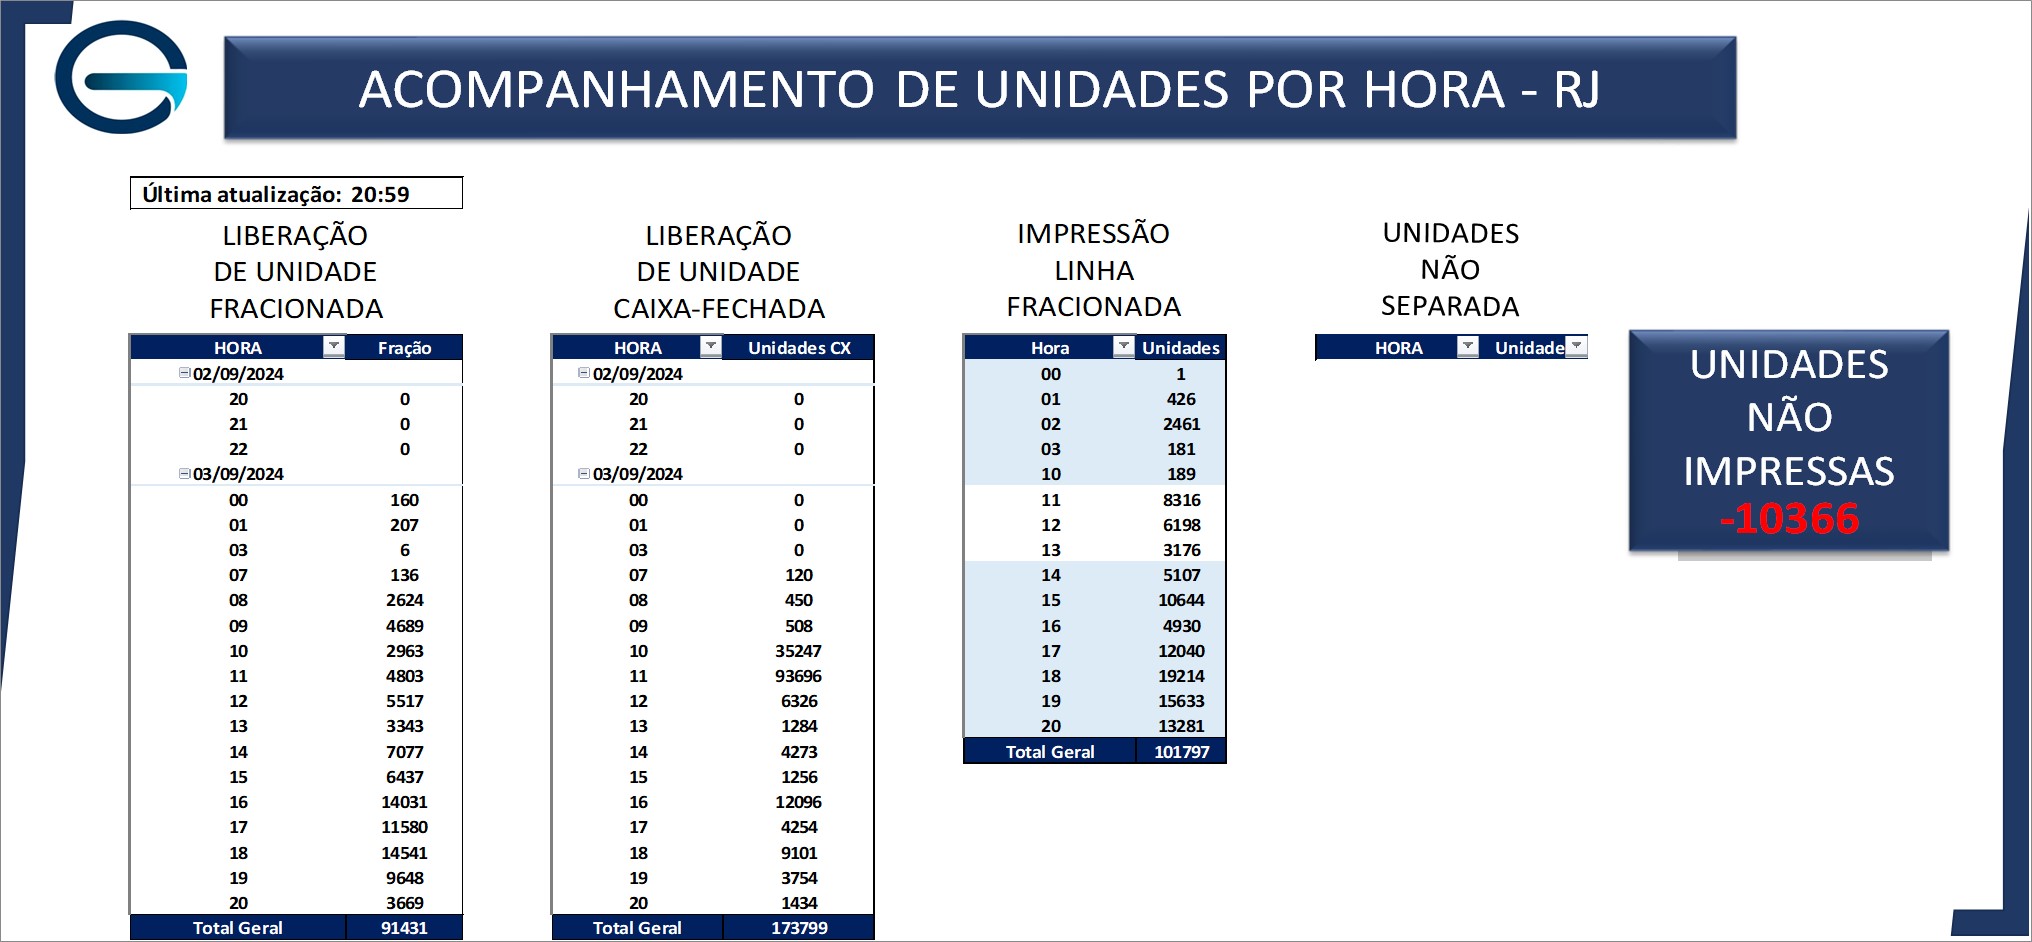 ACOMPANHAMENTO DE UNIDADES POR HORA - RJ
Última atualização: 20:59
LIBERAÇÃO
DE UNIDADE
FRACIONADA
HORA Fração
02/09/2024
20 0
21 0
22 0
03/09/2024
00 160
01 207
03 6
07 136
08 2624
09 4689
10 2963
11 4803
12 5517
13 3343
14 7077
15 6437
16 14031
17 11580
18 14541
19 9648
20 3669
Total Geral 91431
LIBERAÇÃO
DE UNIDADE
CAIXA-FECHADA
HORA Unidades CX
02/09/2024
20 0
21 0
22 0
03/09/2024
00 0
01 0
03 0
07 120
08 450
09 508
10 35247
11 93696
12 6326
13 1284
14 4273
15 1256
16 12096
17 4254
18 9101
19 3754
20 1434
Total Geral 173799
IMPRESSÃO
LINHA
FRACIONADA
Hora Unidades
00 1
01 426
02 2461
03 181
10 189
11 8316
12 6198
13 3176
14 5107
15 10644
16 4930
17 12040
18 19214
19 15633
20 13281
Total Geral 101797
UNIDADES
NÃO
SEPARADA
HORA Unidade
UNIDADES
NÃO
IMPRESSAS
-10366